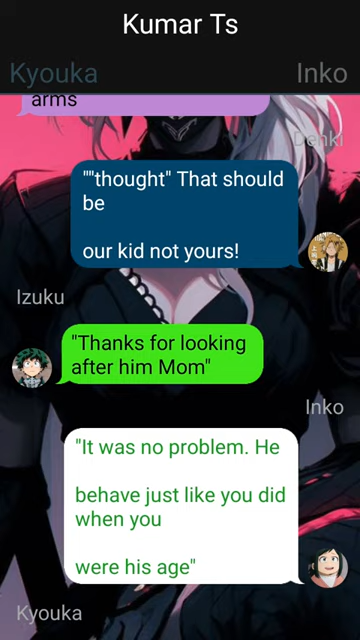 Kumar Ts
Kyouka
Inko
arms
Denki
""thought" That should
be
our kid not yours!
Izuku
"Thanks for looking
after him Mom"
Inko
"It was no problem. He
behave just like you did
when you
were his age"
Kyouka